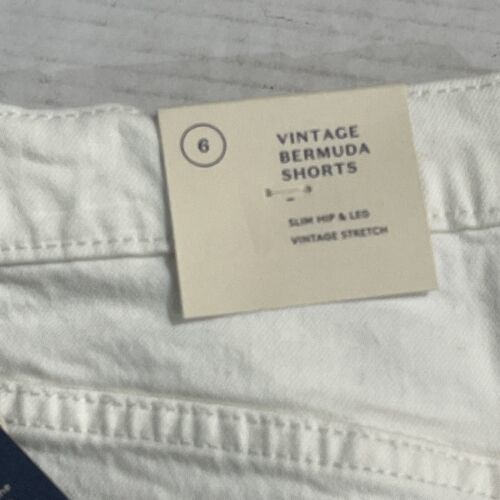 6
VINTAGE
BERMUDA
SHORTS
SLIM HIP & LEG
VINTAGE STRETCH